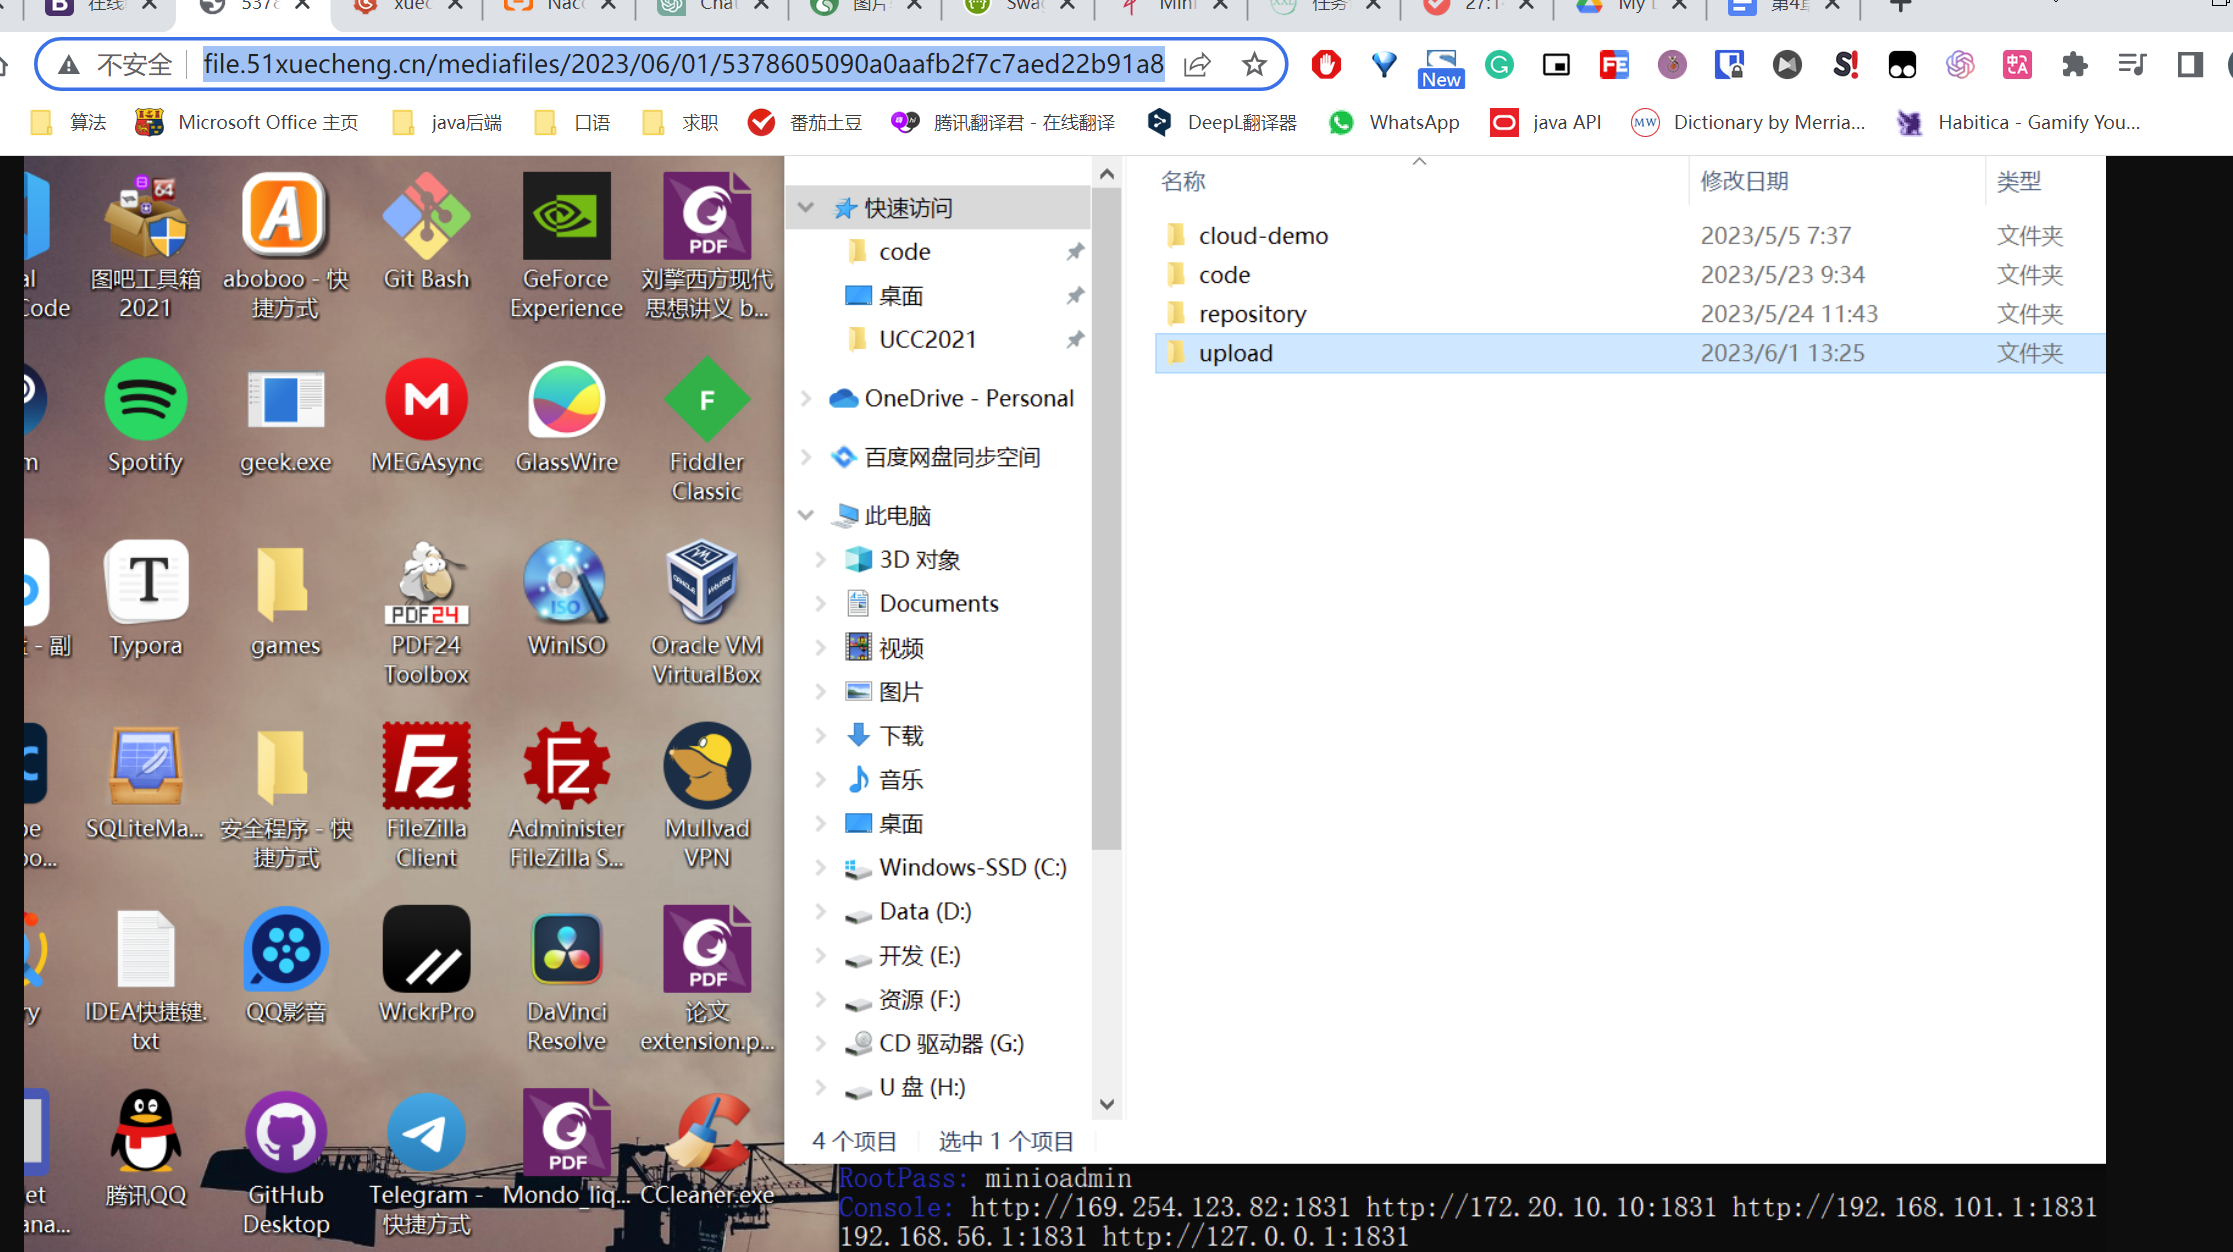 在线
5378
xuec
Nacc
Chat
图片
Swa
Mini
任务
27:1
My
第4章
不安全
file.51xuecheng.cn/mediafiles/2023/06/01/5378605090a0aafb2f7c7aed22b91a8
New
算法
Microsoft Office 主页
java后端
口语
求职
番茄土豆
腾讯翻译君 - 在线翻译
DeepL翻译器
WhatsApp
java API
Dictionary by Merria...
Habitica - Gamify You...
al
Code
图吧工具箱
2021
aboboo - 快
捷方式
Git Bash
GeForce
Experience
PDF
刘擎西方现代
思想讲义 b...
m
Spotify
geek.exe
MEGAsync
GlassWire
Fiddler
Classic
- 副
Typora
games
PDF24
PDF24
Toolbox
ISO
WinISO
Oracle VM
VirtualBox
oe
oo...
SQLiteMa...
安全程序 - 快
捷方式
FileZilla
Client
Administer
FileZilla S...
Mullvad
VPN
ry
IDEA快捷键.
txt
QQ影音
WickrPro
DaVinci
Resolve
PDF
论文
extension.p...
et
ana...
腾讯QQ
GitHub
Desktop
Telegram -
快捷方式
PDF
Mondo_liq...
CCleaner.exe
快速访问
code
桌面
UCC2021
OneDrive - Personal
百度网盘同步空间
此电脑
3D 对象
Documents
视频
图片
下载
音乐
桌面
Windows-SSD (C:)
Data (D:)
开发 (E:)
资源 (F:)
CD 驱动器 (G:)
U 盘 (H:)
4 个项目 选中 1 个项目
名称 修改日期 类型
cloud-demo 2023/5/5 7:37 文件夹
code 2023/5/23 9:34 文件夹
repository 2023/5/24 11:43 文件夹
upload 2023/6/1 13:25 文件夹
RootPass: minioadmin
Console: http://169.254.123.82:1831 http://172.20.10.10:1831 http://192.168.101.1:1831
192.168.56.1:1831 http://127.0.0.1:1831